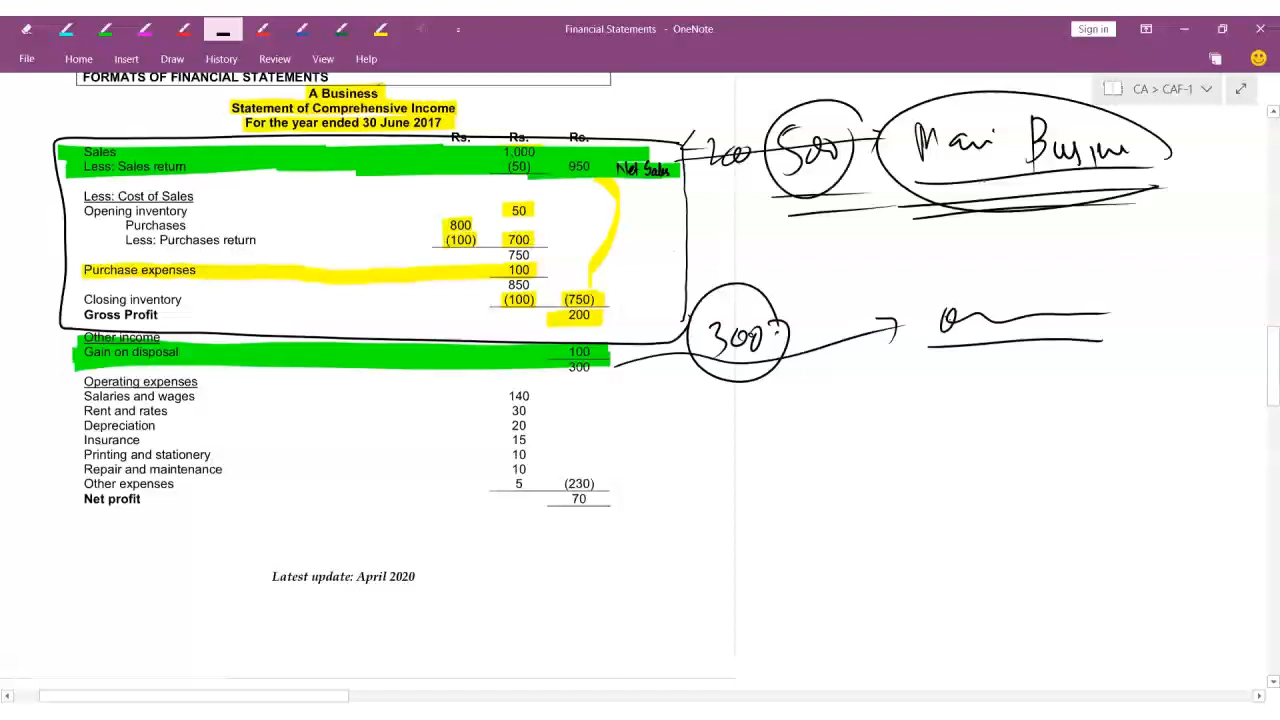 Financial Statements - OneNote
Sign in
File Home Insert Draw History Review View Help
CA > CAF-1
FORMATS OF FINANCIAL STATEMENTS
A Business
Statement of Comprehensive Income
For the year ended 30 June 2017
Rs. Rs. Rs.
Sales 1,000
Less: Sales return (50) 950 Net Sales
Less: Cost of Sales
Opening inventory 50
Purchases 800
Less: Purchases return (100) 700
750
Purchase expenses 100
850
Closing inventory (100) (750)
Gross Profit 200
Other income
Gain on disposal 100
300
Operating expenses
Salaries and wages 140
Rent and rates 30
Depreciation 20
Insurance 15
Printing and stationery 10
Repair and maintenance 10
Other expenses 5 (230)
Net profit 70
Latest update: April 2020
200 500 Main
300